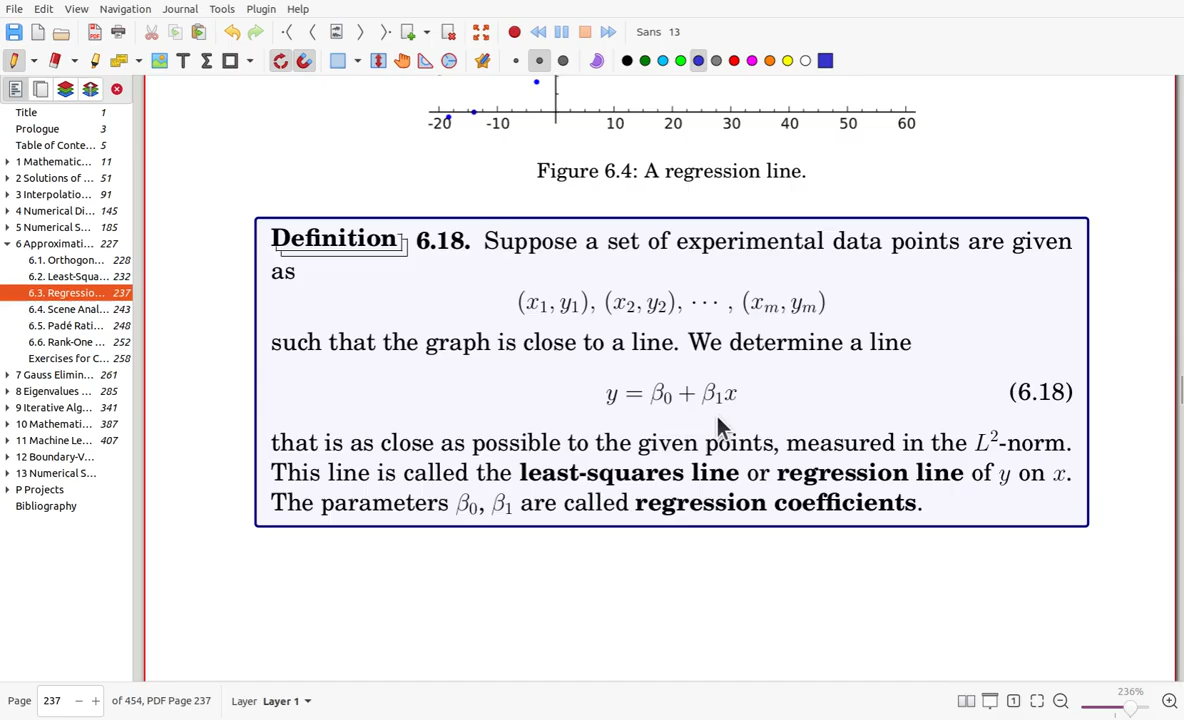 File Edit View Navigation Journal Tools Plugin Help
Sans 13
Title 1
Prologue 3
Table of Conte... 5
1 Mathematic... 11
2 Solutions of ... 51
3 Interpolatio... 91
4 Numerical Di... 145
5 Numerical S... 185
6 Approximati... 227
6.1. Orthogon... 228
6.2. Least-Squa... 232
6.3. Regressio... 237
6.4. Scene Anal... 243
6.5. Padé Rati... 248
6.6. Rank-One ... 252
Exercises for C... 258
7 Gauss Elimin... 261
8 Eigenvalues ... 285
9 Iterative Alg... 341
10 Mathemati... 387
11 Machine Le... 407
12 Boundary-V...
13 Numerical S...
P Projects
Bibliography
-20 -10 10 20 30 40 50 60
Figure 6.4: A regression line.
Definition 6.18. Suppose a set of experimental data points are given
as
(x₁, y₁), (x₂, y₂), ⋯ , (xₘ, yₘ)
such that the graph is close to a line. We determine a line
y = β₀ + β₁x (6.18)
that is as close as possible to the given points, measured in the L²-norm.
This line is called the least-squares line or regression line of y on x.
The parameters β₀, β₁ are called regression coefficients.
Page 237 − + of 454, PDF Page 237 Layer Layer 1 236%